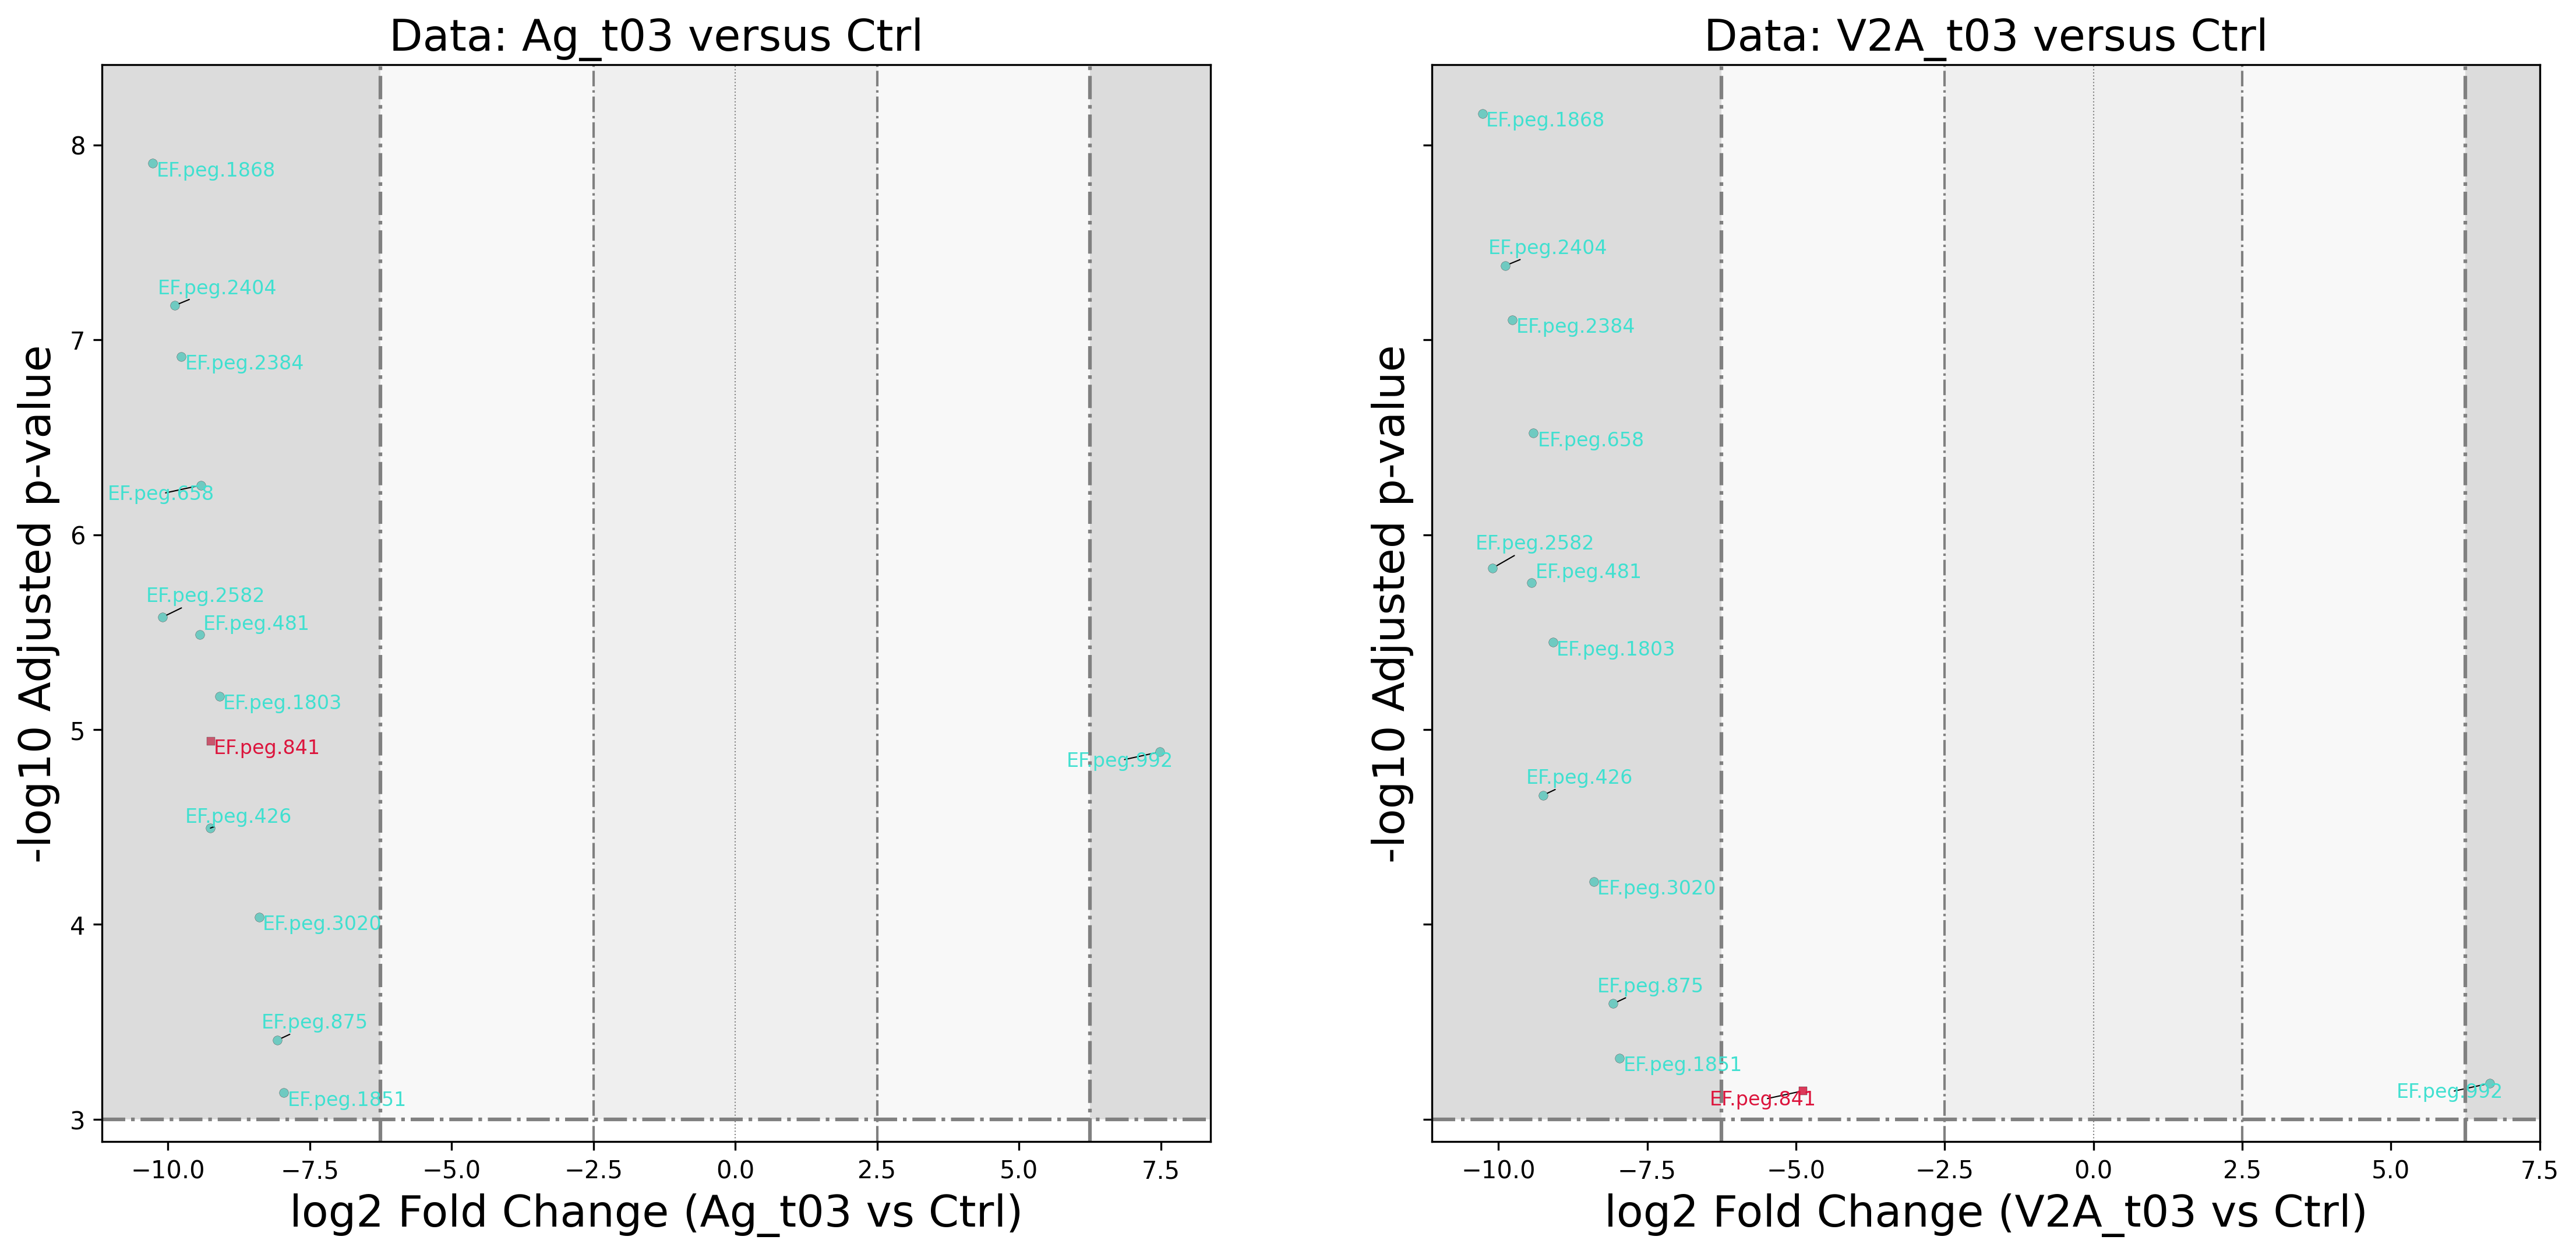 Data: Ag_t03 versus Ctrl
-log10 Adjusted p-value
8
7
6
5
4
3
EF.peg.1868
EF.peg.2404
EF.peg.2384
EF.peg.658
EF.peg.2582
EF.peg.481
EF.peg.1803
EF.peg.841
EF.peg.992
EF.peg.426
EF.peg.3020
EF.peg.875
EF.peg.1851
−10.0 −7.5 −5.0 −2.5 0.0 2.5 5.0 7.5
log2 Fold Change (Ag_t03 vs Ctrl)
Data: V2A_t03 versus Ctrl
-log10 Adjusted p-value
EF.peg.1868
EF.peg.2404
EF.peg.2384
EF.peg.658
EF.peg.2582
EF.peg.481
EF.peg.1803
EF.peg.426
EF.peg.3020
EF.peg.875
EF.peg.1851
EF.peg.841
EF.peg.992
−10.0 −7.5 −5.0 −2.5 0.0 2.5 5.0 7.5
log2 Fold Change (V2A_t03 vs Ctrl)